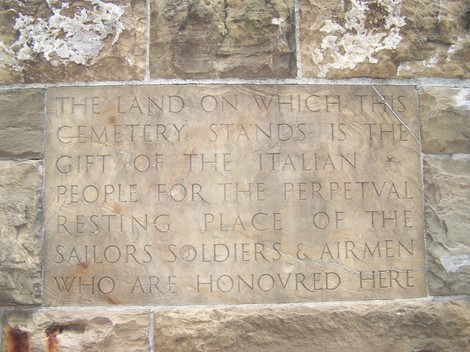 THE LAND ON WHICH THIS
CEMETERY STANDS IS THE
GIFT OF THE ITALIAN
PEOPLE FOR THE PERPETVAL
RESTING PLACE OF THE
SAILORS SOLDIERS & AIRMEN
WHO ARE HONOVRED HERE